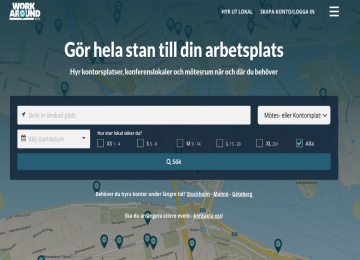 WORK
AROUND
HYR UT LOKAL
SKAPA KONTO/LOGGA IN
Gör hela stan till din arbetsplats
Hyr kontorsplatser, konferenslokaler och mötesrum när och där du behöver
Skriv in önskad plats
Mötes- eller Kontorsplat
Välj startdatum
Hur stor lokal söker du?
XS 1 - 4
S 5 - 8
M 9 - 14
L 15 - 20
XL 20+
Alla
Sök
Behöver du hyra kontor under längre tid? Stockholm - Malmö - Göteborg
Ska du arrangera större event - kontakta oss!